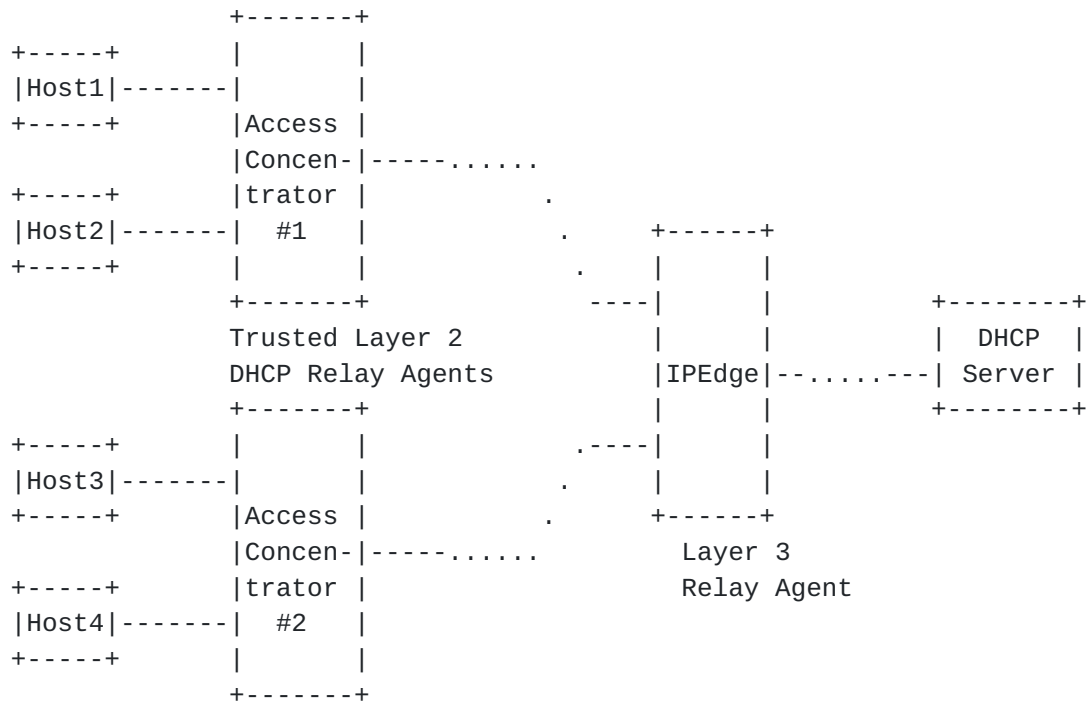 Host1
Access
Concen-
trator
Host2 #1
Trusted Layer 2 DHCP
DHCP Relay Agents IPEdge Server
Host3
Access
Concen- Layer 3
trator Relay Agent
Host4 #2